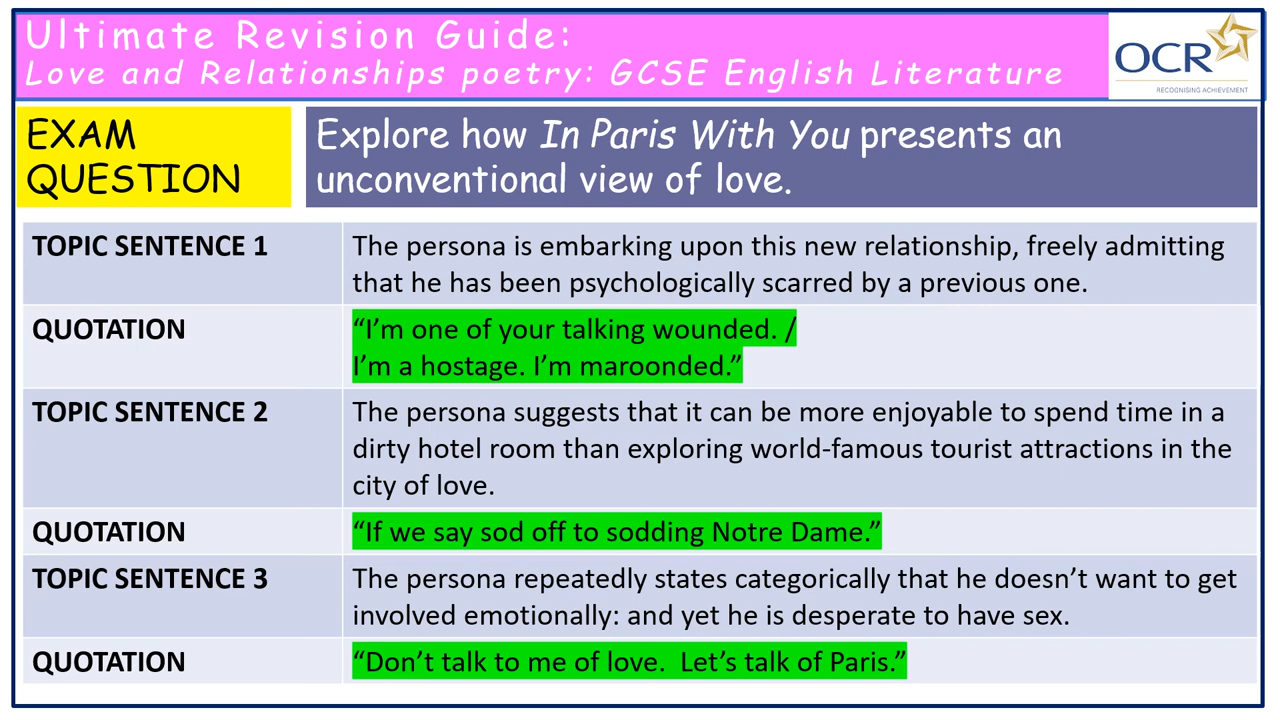 Ultimate Revision Guide:
Love and Relationships poetry: GCSE English Literature
OCR
RECOGNISING ACHIEVEMENT
EXAM
QUESTION
Explore how In Paris With You presents an
unconventional view of love.
TOPIC SENTENCE 1
The persona is embarking upon this new relationship, freely admitting
that he has been psychologically scarred by a previous one.
QUOTATION
“I’m one of your talking wounded. /
I’m a hostage. I’m maroonded.”
TOPIC SENTENCE 2
The persona suggests that it can be more enjoyable to spend time in a
dirty hotel room than exploring world-famous tourist attractions in the
city of love.
QUOTATION
“If we say sod off to sodding Notre Dame.”
TOPIC SENTENCE 3
The persona repeatedly states categorically that he doesn’t want to get
involved emotionally: and yet he is desperate to have sex.
QUOTATION
“Don’t talk to me of love.  Let’s talk of Paris.”